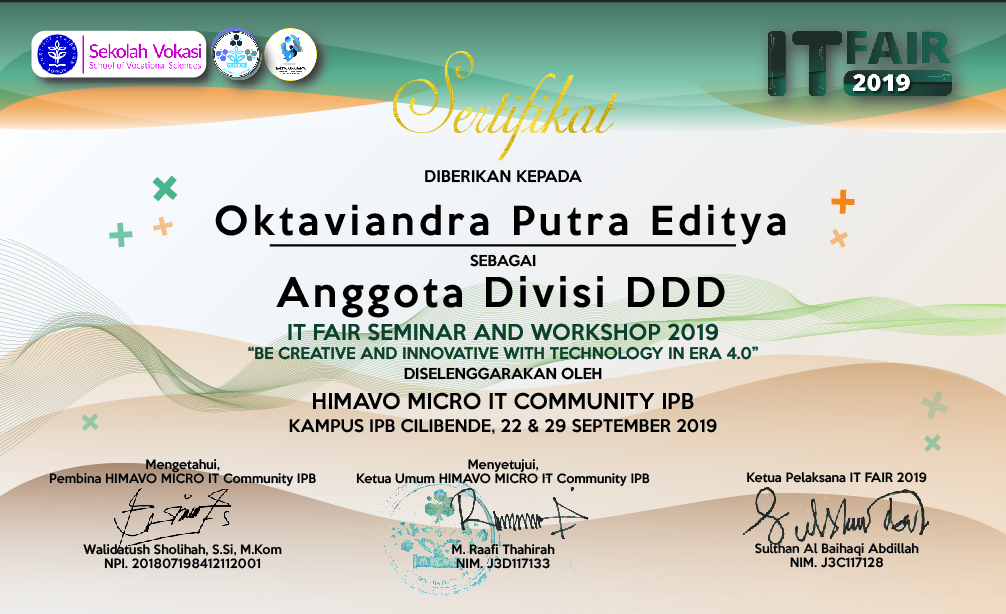 Sekolah Vokasi
School of Vocational Sciences
IT FAIR
2019
Sertifikat
DIBERIKAN KEPADA
Oktaviandra Putra Editya
SEBAGAI
Anggota Divisi DDD
IT FAIR SEMINAR AND WORKSHOP 2019
“BE CREATIVE AND INNOVATIVE WITH TECHNOLOGY IN ERA 4.0”
DISELENGGARAKAN OLEH
HIMAVO MICRO IT COMMUNITY IPB
KAMPUS IPB CILIBENDE, 22 & 29 SEPTEMBER 2019
Mengetahui,
Pembina HIMAVO MICRO IT Community IPB
Walidatush Sholihah, S.Si, M.Kom
NPI. 201807198412112001
Menyetujui,
Ketua Umum HIMAVO MICRO IT Community IPB
M. Raafi Thahirah
NIM. J3D117133
Ketua Pelaksana IT FAIR 2019
Sulthan Al Baihaqi Abdillah
NIM. J3C117128